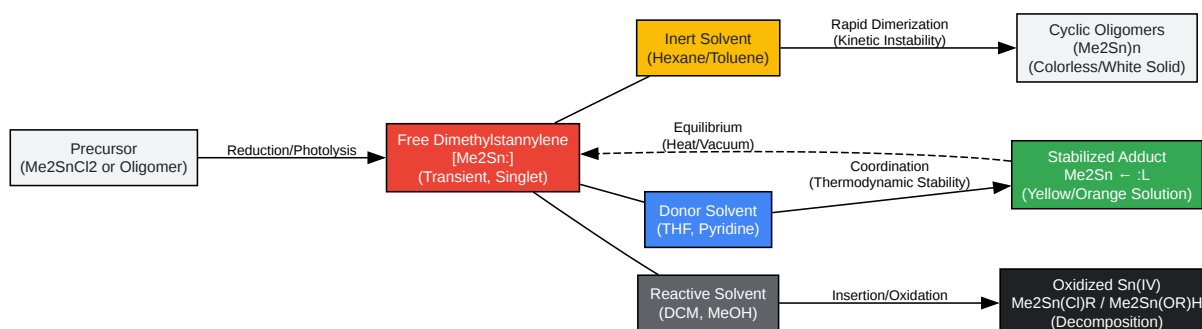 Precursor
(Me2SnCl2 or Oligomer)
Reduction/Photolysis
Free Dimethylstannylene
[Me2Sn:]
(Transient, Singlet)
Inert Solvent
(Hexane/Toluene)
Rapid Dimerization
(Kinetic Instability)
Cyclic Oligomers
(Me2Sn)n
(Colorless/White Solid)
Equilibrium
(Heat/Vacuum)
Donor Solvent
(THF, Pyridine)
Coordination
(Thermodynamic Stability)
Stabilized Adduct
Me2Sn ← :L
(Yellow/Orange Solution)
Reactive Solvent
(DCM, MeOH)
Insertion/Oxidation
Oxidized Sn(IV)
Me2Sn(Cl)R / Me2Sn(OR)H
(Decomposition)